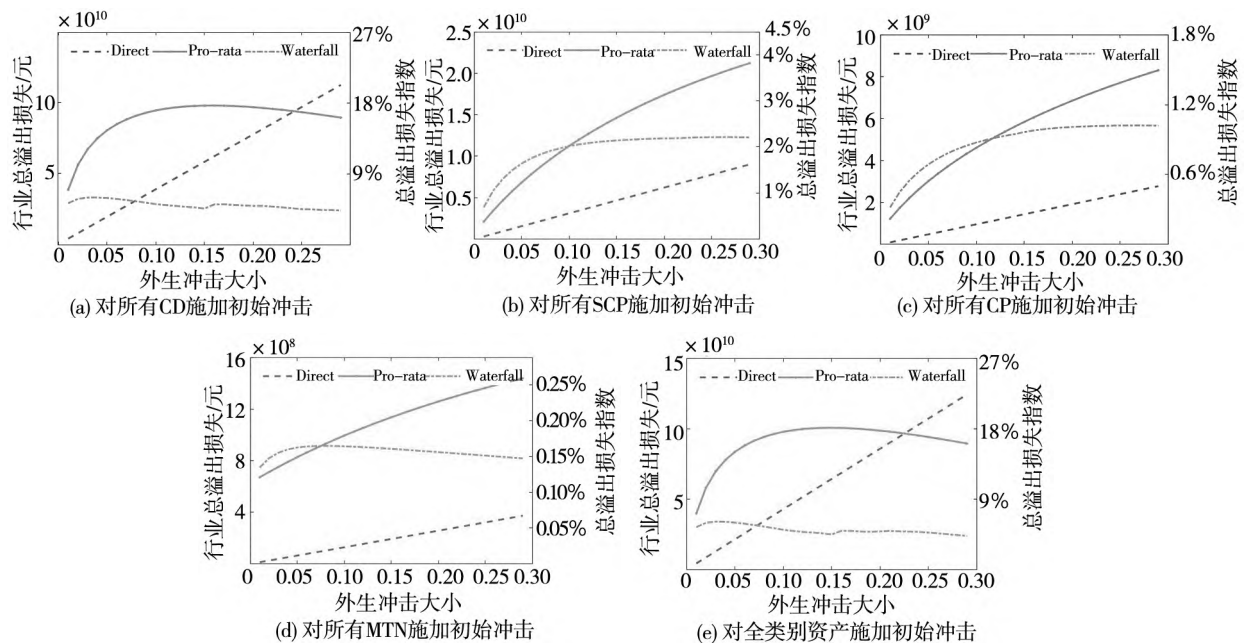 × 10¹⁰
行业总溢出损失/元
15
10
5
Direct Pro-rata Waterfall
27%
18%
9%
总溢出损失指数
0 0.05 0.10 0.15 0.20 0.25 0.30
外生冲击大小
(a) 对所有CD施加初始冲击
× 10¹⁰
行业总溢出损失/元
2.5
2.0
1.5
1.0
0.5
Direct Pro-rata Waterfall
4.5%
4%
3%
2%
1%
总溢出损失指数
0 0.05 0.10 0.15 0.20 0.25 0.30
外生冲击大小
(b) 对所有SCP施加初始冲击
× 10⁹
行业总溢出损失/元
10
8
6
4
2
Direct Pro-rata Waterfall
1.8%
1.2%
0.6%
总溢出损失指数
0 0.05 0.10 0.15 0.20 0.25 0.30
外生冲击大小
(c) 对所有CP施加初始冲击
× 10⁸
行业总溢出损失/元
16
12
8
4
Direct Pro-rata Waterfall
0.25%
0.20%
0.15%
0.10%
0.05%
总溢出损失指数
0 0.05 0.10 0.15 0.20 0.25 0.30
外生冲击大小
(d) 对所有MTN施加初始冲击
× 10¹⁰
行业总溢出损失/元
15
10
5
Direct Pro-rata Waterfall
27%
18%
9%
总溢出损失指数
0 0.05 0.10 0.15 0.20 0.25 0.30
外生冲击大小
(e) 对全类别资产施加初始冲击